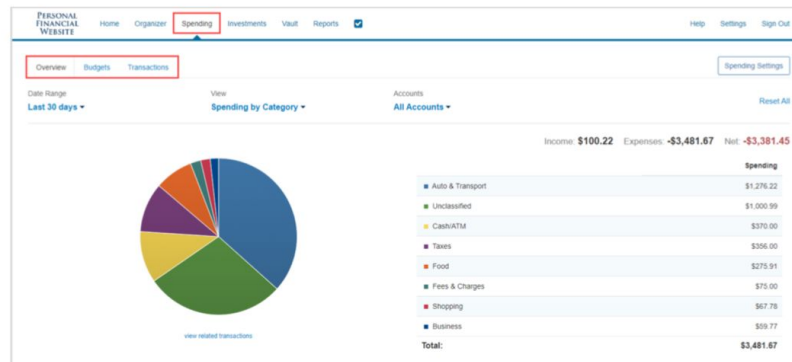 PERSONAL
FINANCIAL
WEBSITE
Home Organizer Spending Investments Vault Reports
Help Settings Sign Out
Overview Budgets Transactions
Spending Settings
Date Range View Accounts
Last 30 days Spending by Category All Accounts
Reset All
Income: $100.22 Expenses: -$3,481.67 Net: -$3,381.45
Spending
Auto & Transport $1,276.22
Unclassified $1,000.99
Cash/ATM $370.00
Taxes $356.00
Food $275.91
Fees & Charges $75.00
Shopping $67.78
Business $59.77
view related transactions
Total: $3,481.67